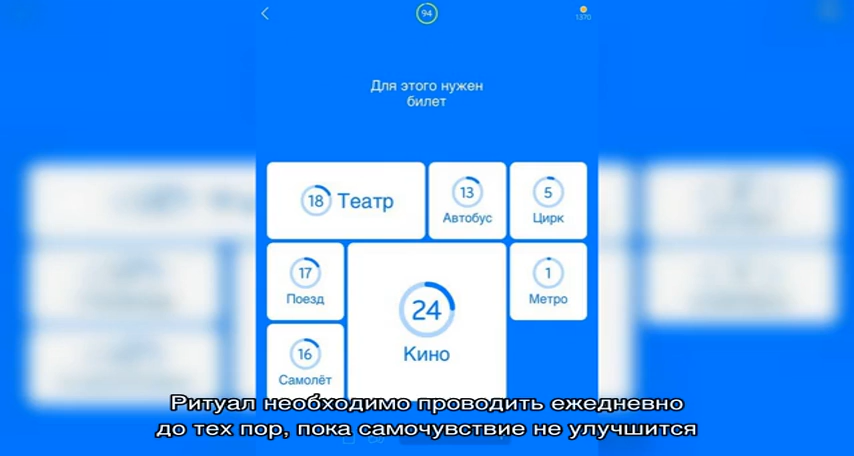 94
1370
Для этого нужен
билет
18 Театр
13
Автобус
5
Цирк
17
Поезд
24
Кино
1
Метро
16
Самолёт
Ритуал необходимо проводить ежедневно
до тех пор, пока самочувствие не улучшится